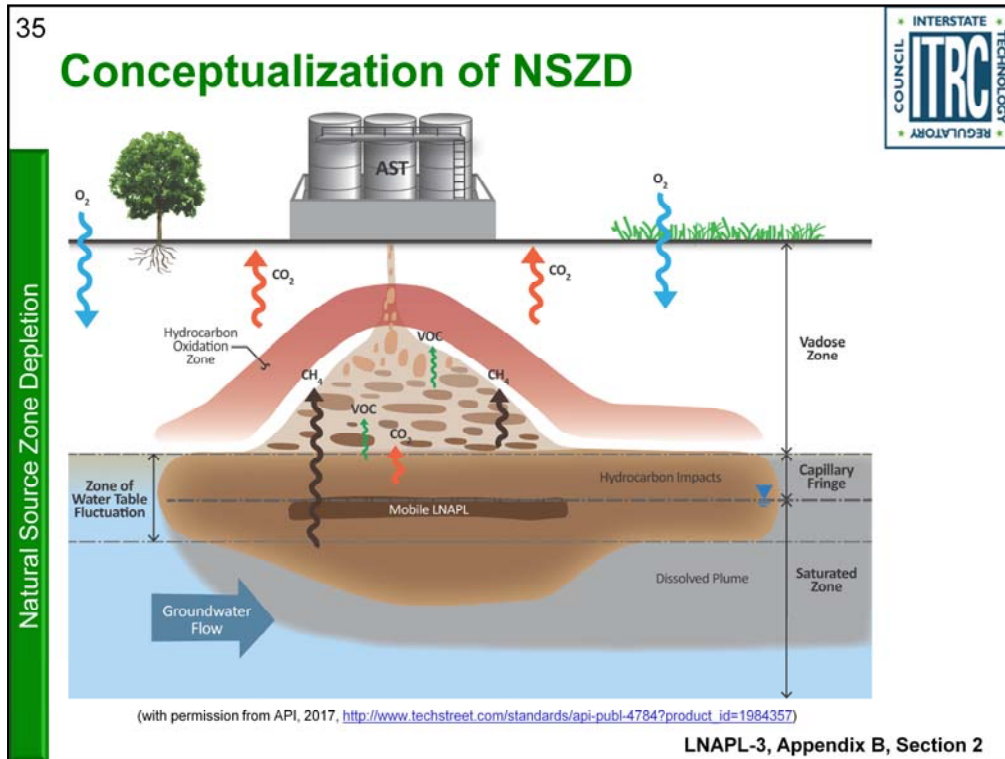 35
Conceptualization of NSZD
INTERSTATE
COUNCIL
ITRC
TECHNOLOGY
REGULATORY
Natural Source Zone Depletion
AST
O2
O2
CO2
CO2
Hydrocarbon
Oxidation
Zone
VOC
CH4
CH4
VOC
CO2
Vadose
Zone
Zone of
Water Table
Fluctuation
Hydrocarbon Impacts
Capillary
Fringe
Mobile LNAPL
Dissolved Plume
Saturated
Zone
Groundwater
Flow
(with permission from API, 2017, http://www.techstreet.com/standards/api-publ-4784?product_id=1984357)
LNAPL-3, Appendix B, Section 2